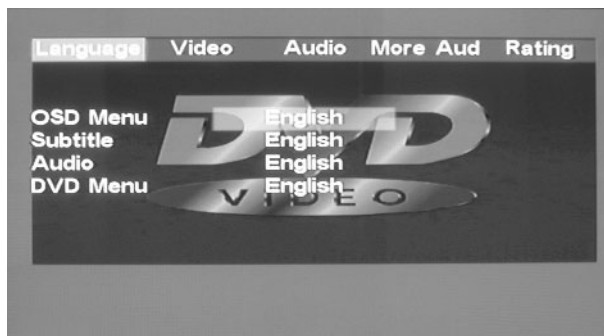 Language Video Audio More Aud Rating
OSD Menu English
Subtitle English
Audio English
DVD Menu English
DVD
VIDEO